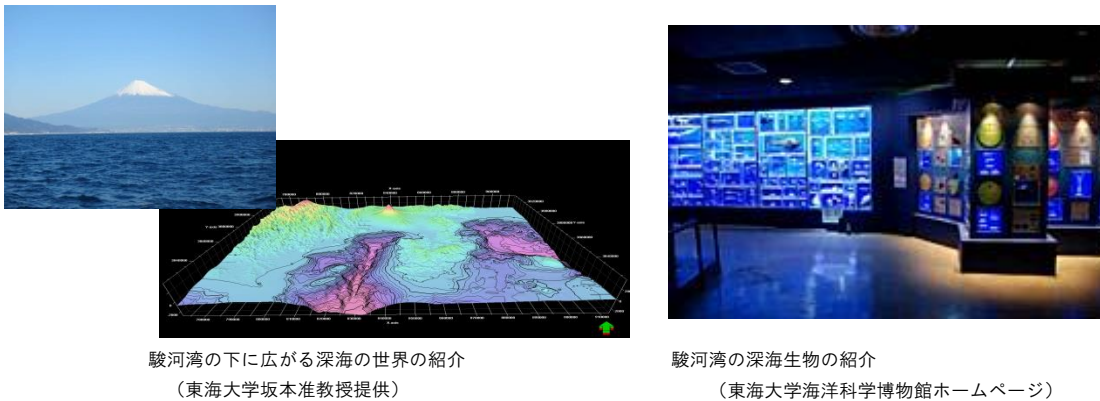 駿河湾の下に広がる深海の世界の紹介
（東海大学坂本准教授提供）
駿河湾の深海生物の紹介
（東海大学海洋科学博物館ホームページ）